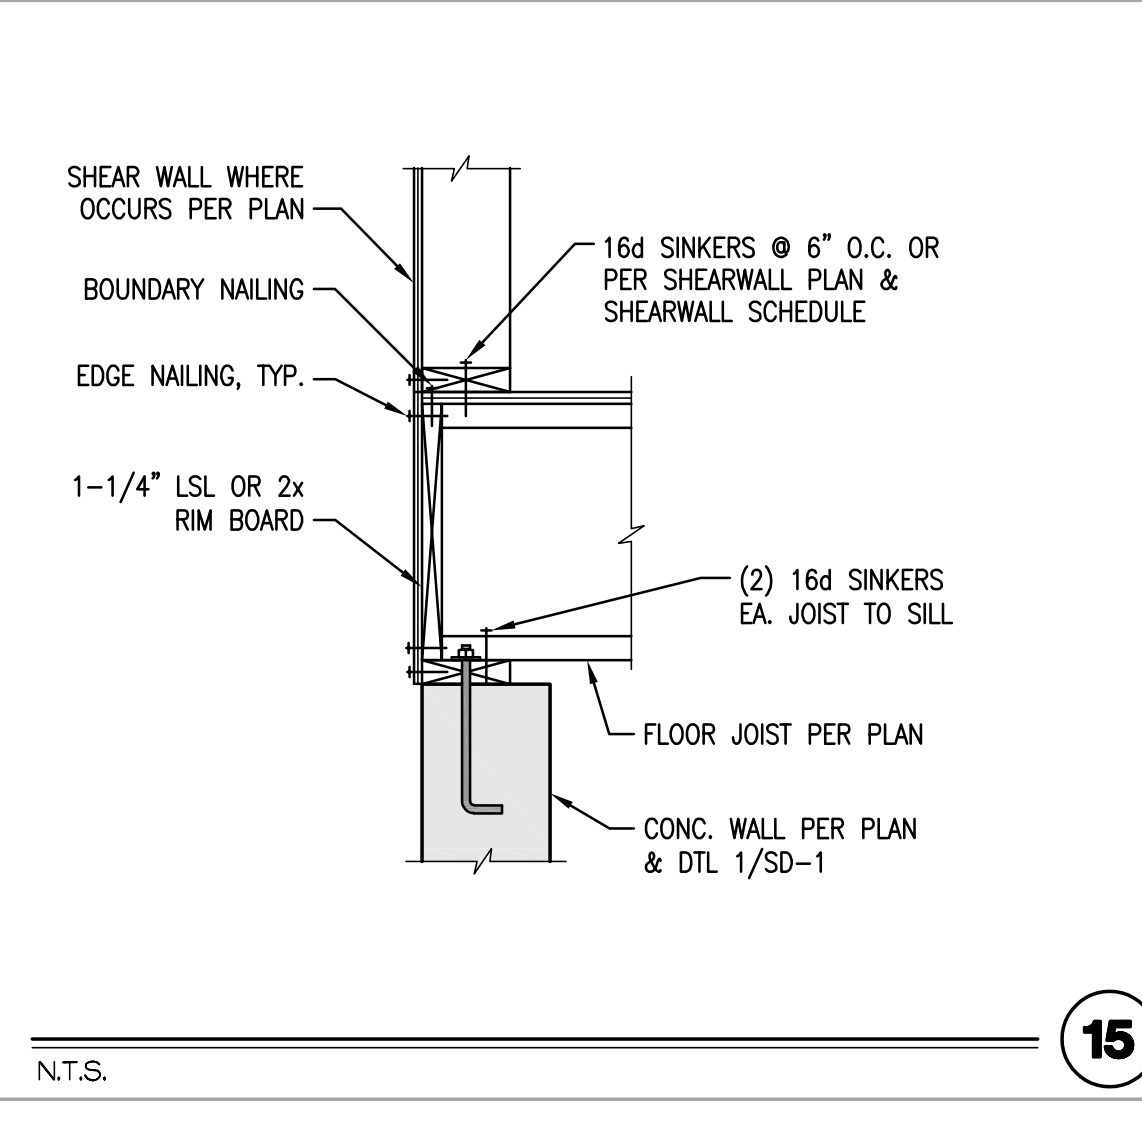 SHEAR WALL WHERE
OCCURS PER PLAN
BOUNDARY NAILING
EDGE NAILING, TYP.
1-1/4" LSL OR 2x
RIM BOARD
16d SINKERS @ 6" O.C. OR
PER SHEARWALL PLAN &
SHEARWALL SCHEDULE
(2) 16d SINKERS
EA. JOIST TO SILL
FLOOR JOIST PER PLAN
CONC. WALL PER PLAN
& DTL 1/SD-1
15
N.T.S.